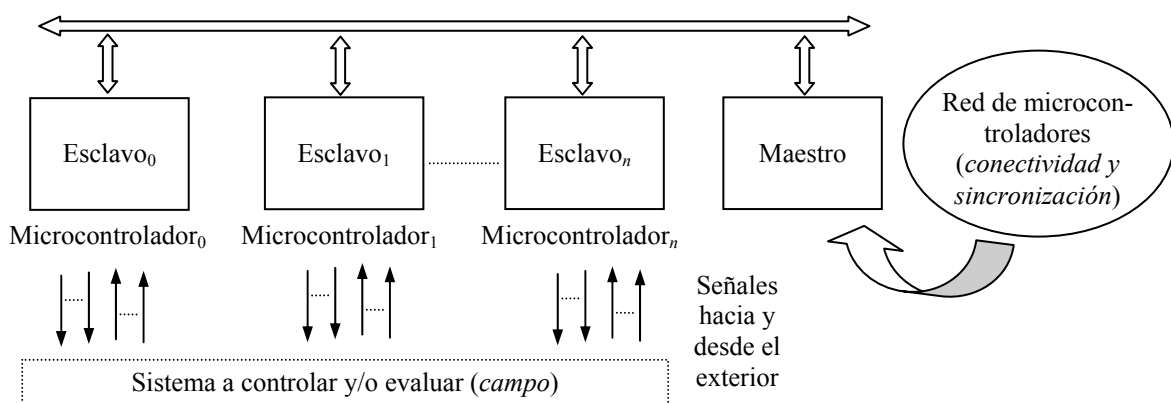 Esclavo₀
Esclavo₁
Esclavoₙ
Maestro
Red de microcon-
troladores
(conectividad y
sincronización)
Microcontrolador₀
Microcontrolador₁
Microcontroladorₙ
Señales
hacia y
desde el
exterior
Sistema a controlar y/o evaluar (campo)